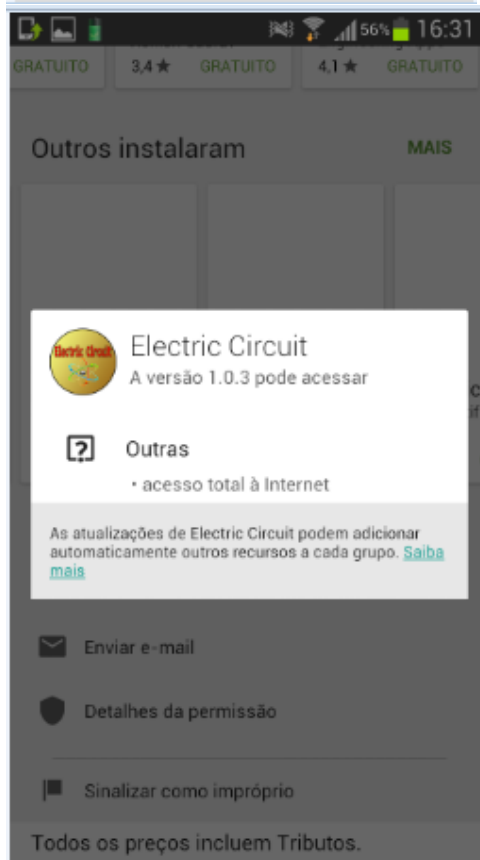 56% 16:31
GRATUITO 3,4 ★ GRATUITO 4,1 ★ GRATUITO
Outros instalaram MAIS
Electric Circuit
Electric Circuit
A versão 1.0.3 pode acessar
Outras
• acesso total à Internet
As atualizações de Electric Circuit podem adicionar
automaticamente outros recursos a cada grupo. Saiba
mais
Enviar e-mail
Detalhes da permissão
Sinalizar como impróprio
Todos os preços incluem Tributos.